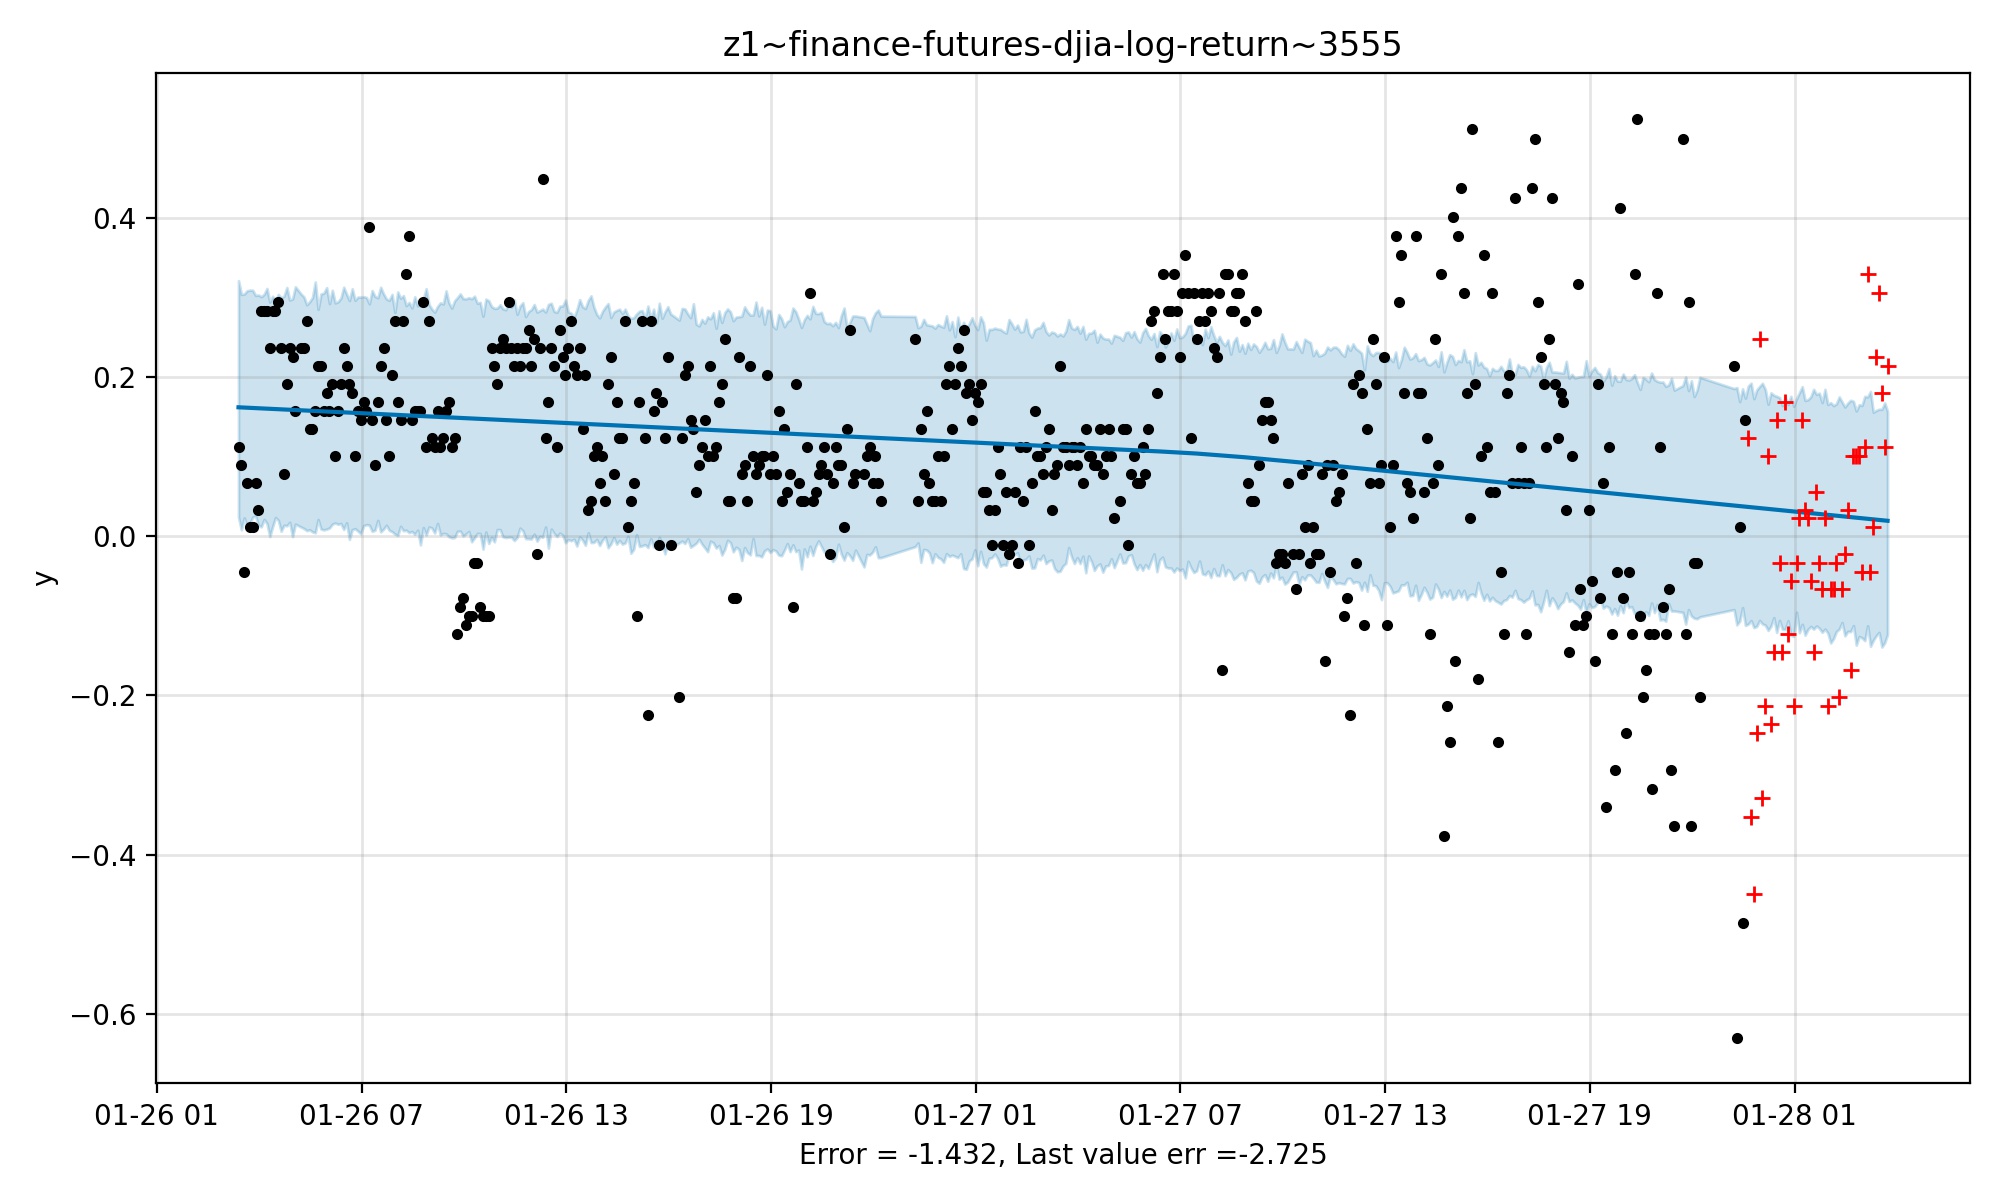 z1~finance-futures-djia-log-return~3555
y
0.4
0.2
0.0
−0.2
−0.4
−0.6
01-26 01 01-26 07 01-26 13 01-26 19 01-27 01 01-27 07 01-27 13 01-27 19 01-28 01
Error = -1.432, Last value err =-2.725